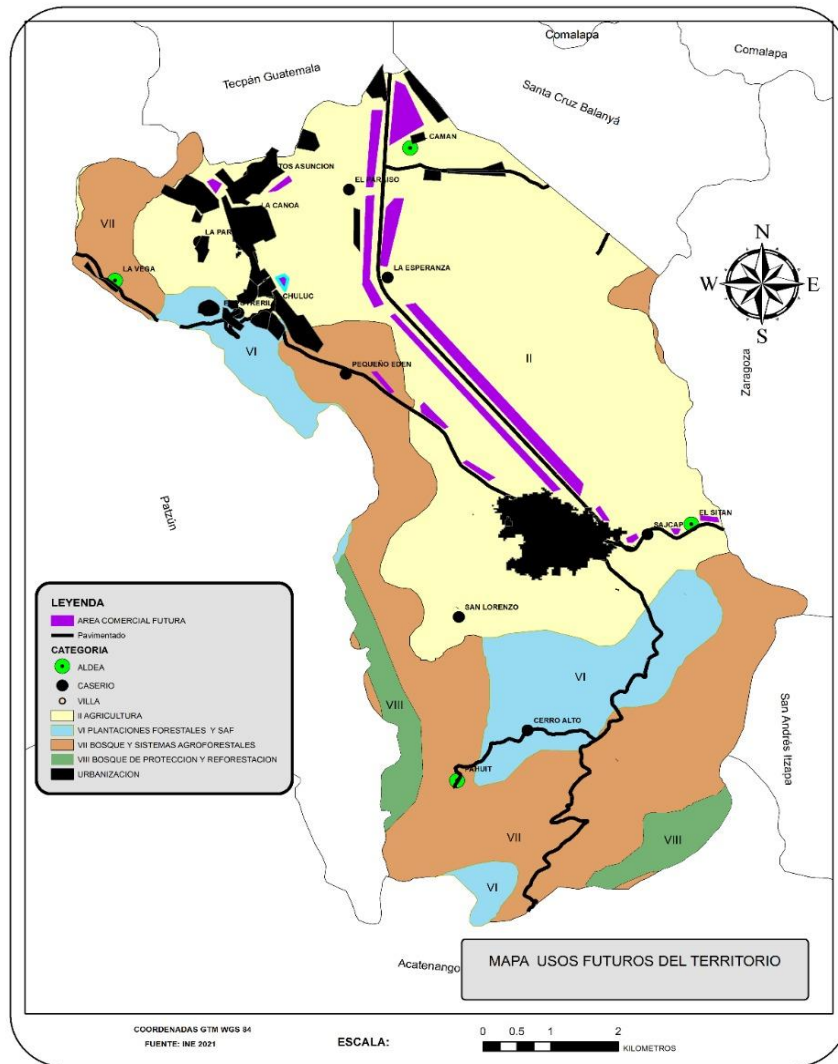 Comalapa
Comalapa
Tecpán Guatemala
Santa Cruz Balanyá
CAMAN
TOS ASUNCION
EL PARAISO
LA CANOA
VII
LA PAR
LA VEGA
LA ESPERANZA
CHULUC
N
W E
S
VI
II
PEQUEÑO EDEN
Zaragoza
Patzún
EL SITAN
SAJCAP
SAN LORENZO
VI
VIII
CERRO ALTO
PAHUIT
San Andrés Itzapa
VII
VIII
VI
Acatenango
LEYENDA
AREA COMERCIAL FUTURA
Pavimentado
CATEGORIA
ALDEA
CASERIO
VILLA
II AGRICULTURA
VI PLANTACIONES FORESTALES Y SAF
VII BOSQUE Y SISTEMAS AGROFORESTALES
VIII BOSQUE DE PROTECCION Y REFORESTACION
URBANIZACION
MAPA USOS FUTUROS DEL TERRITORIO
COORDENADAS GTM WGS 84
FUENTE: INE 2021
ESCALA:
0 0.5 1 2
KILOMETROS